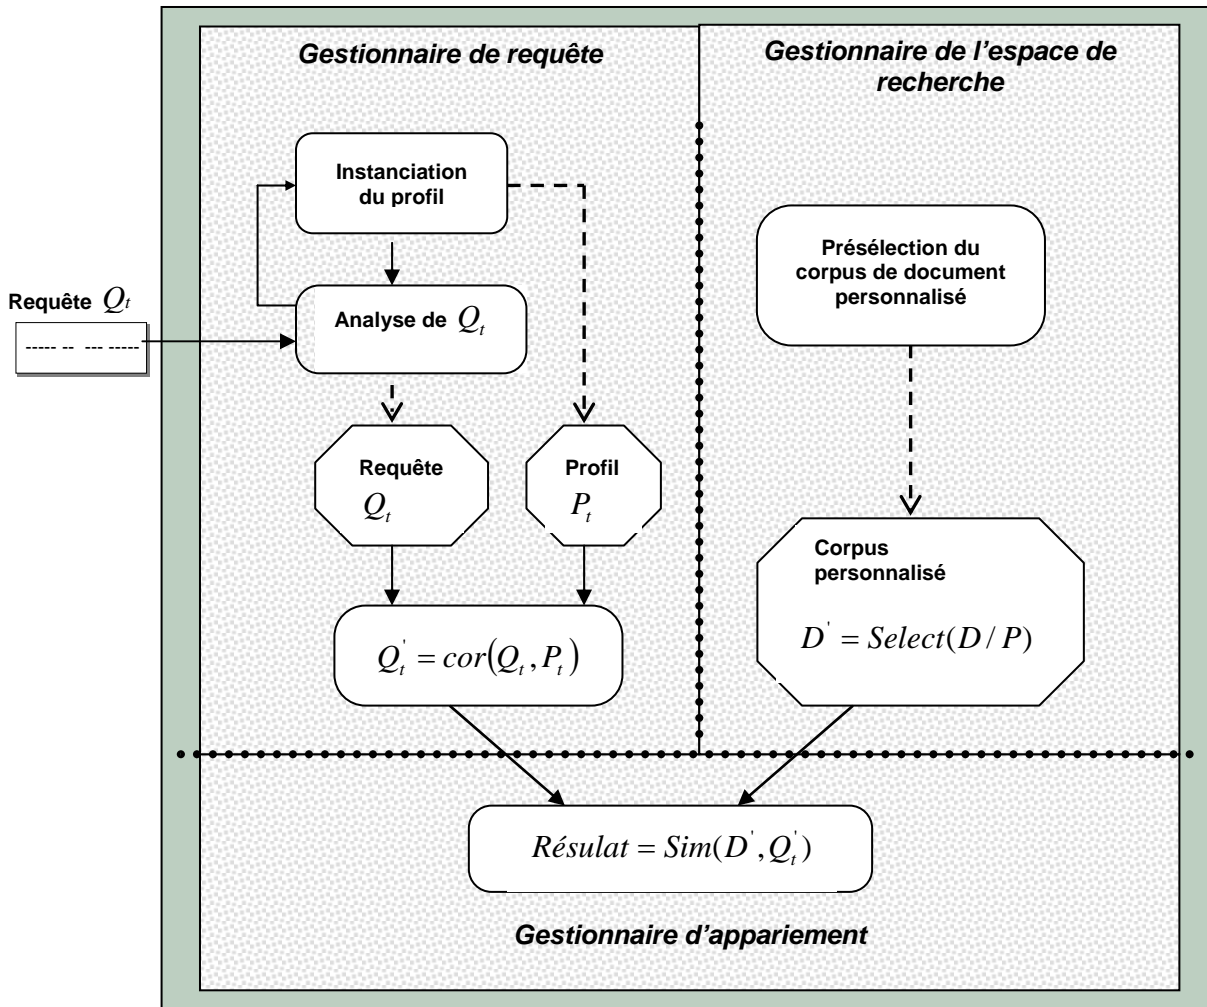 Gestionnaire de requête
Gestionnaire de l’espace de
recherche
Instanciation
du profil
Présélection du
corpus de document
personnalisé
Requête Qt
----- -- --- -----
Analyse de Qt
Requête
Qt
Profil
Pt
Corpus
personnalisé
D' = Select(D / P)
Q't = cor(Qt, Pt)
Résulat = Sim(D', Q't)
Gestionnaire d’appariement